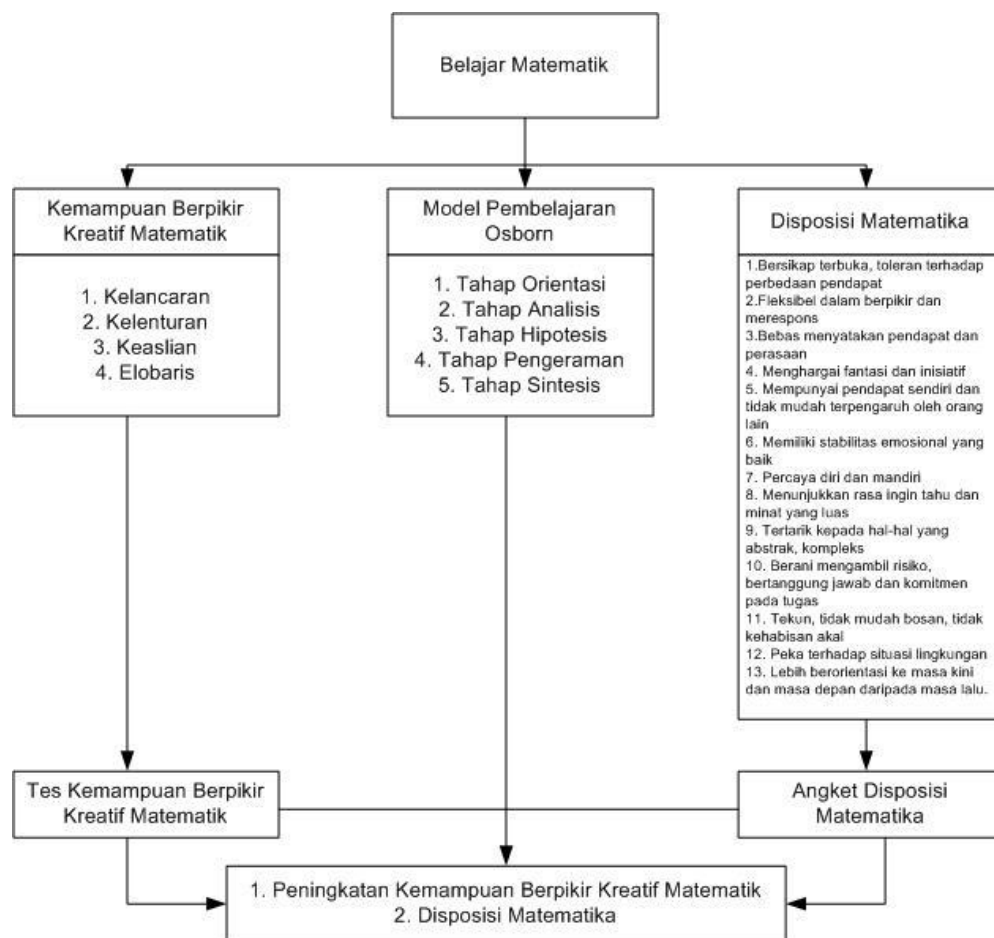 Belajar Matematik
Kemampuan Berpikir
Kreatif Matematik
1. Kelancaran
2. Kelenturan
3. Keaslian
4. Elobaris
Model Pembelajaran
Osborn
1. Tahap Orientasi
2. Tahap Analisis
3. Tahap Hipotesis
4. Tahap Pengeraman
5. Tahap Sintesis
Disposisi Matematika
1.Bersikap terbuka, toleran terhadap
perbedaan pendapat
2.Fleksibel dalam berpikir dan
merespons
3.Bebas menyatakan pendapat dan
perasaan
4. Menghargai fantasi dan inisiatif
5. Mempunyai pendapat sendiri dan
tidak mudah terpengaruh oleh orang
lain
6. Memiliki stabilitas emosional yang
baik
7. Percaya diri dan mandiri
8. Menunjukkan rasa ingin tahu dan
minat yang luas
9. Tertarik kepada hal-hal yang
abstrak, kompleks
10. Berani mengambil risiko,
bertanggung jawab dan komitmen
pada tugas
11. Tekun, tidak mudah bosan, tidak
kehabisan akal
12. Peka terhadap situasi lingkungan
13. Lebih berorientasi ke masa kini
dan masa depan daripada masa lalu.
Tes Kemampuan Berpikir
Kreatif Matematik
Angket Disposisi
Matematika
1. Peningkatan Kemampuan Berpikir Kreatif Matematik
2. Disposisi Matematika